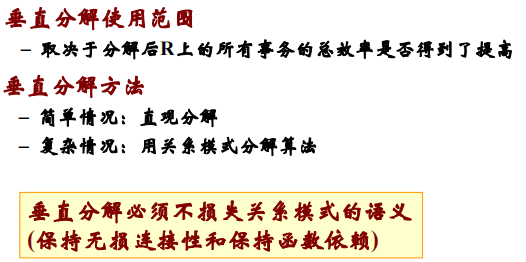 垂直分解使用范围
– 取决于分解后R上的所有事务的总效率是否得到了提高
垂直分解方法
– 简单情况：直观分解
– 复杂情况：用关系模式分解算法
垂直分解必须不损失关系模式的语义
(保持无损连接性和保持函数依赖)